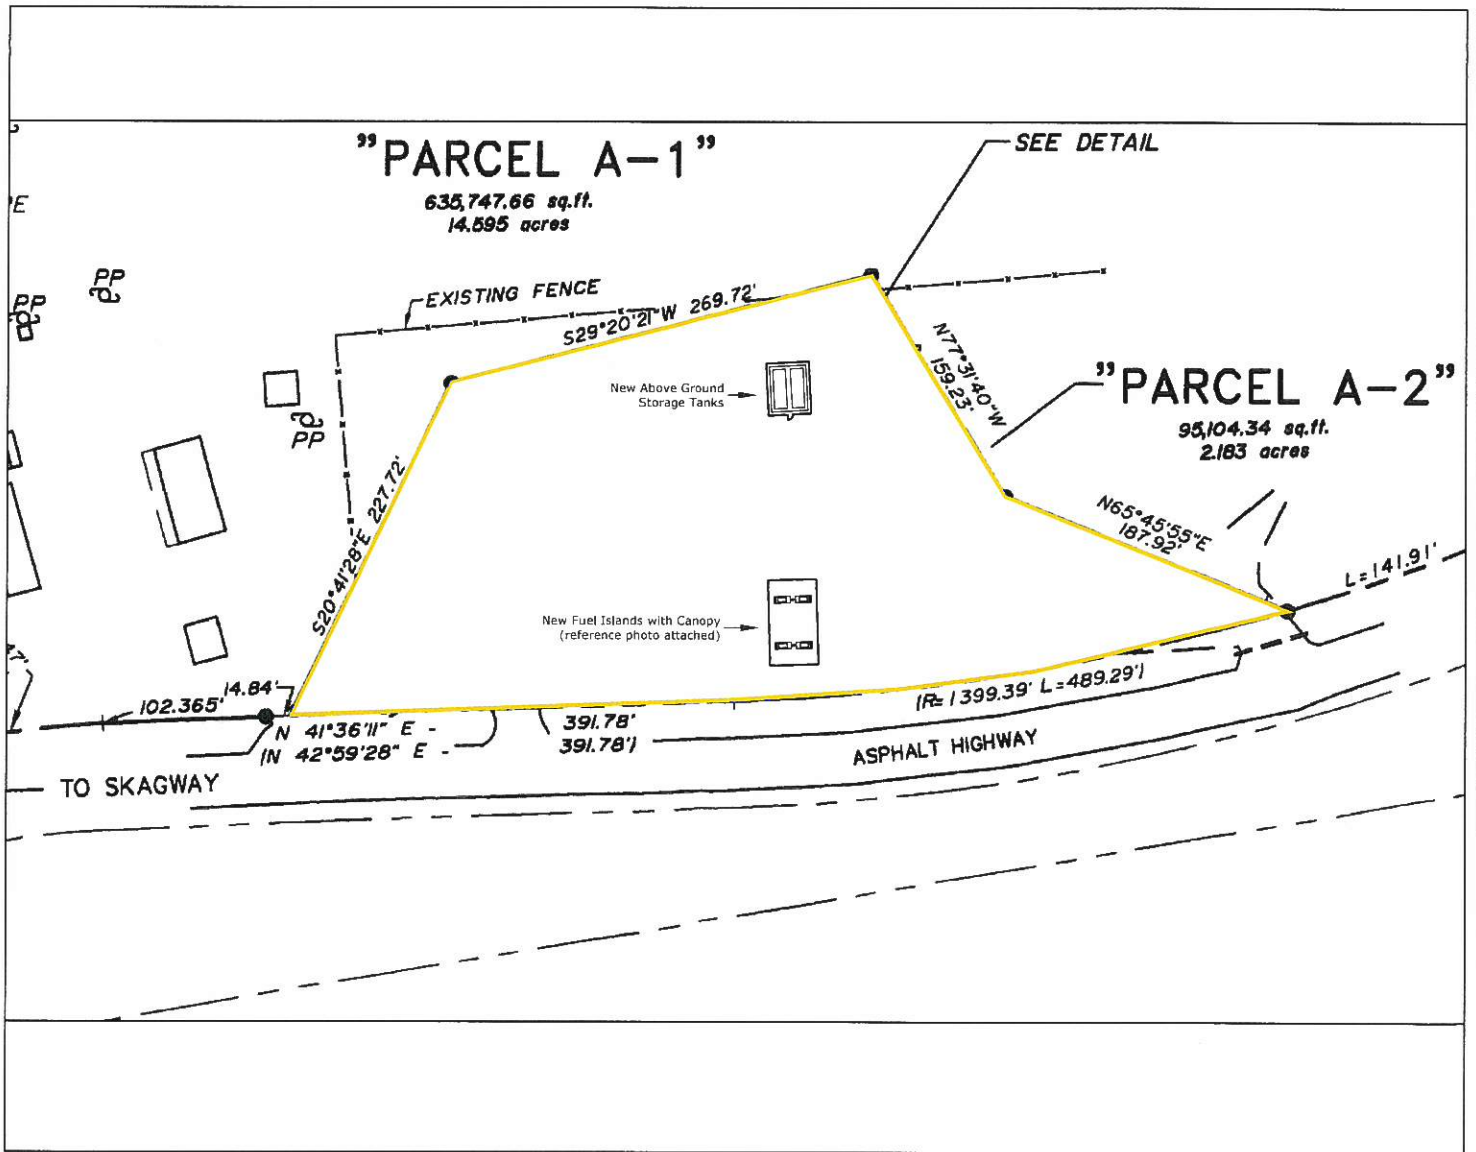 "PARCEL A-1"
635,747.66 sq.ft.
14.595 acres
SEE DETAIL
'E
PP
PP
EXISTING FENCE
S29°20'21"W 269.72'
N77°31'40"W
159.23'
"PARCEL A-2"
95,104.34 sq.ft.
2.183 acres
New Above Ground
Storage Tanks
PP
S20°41'28"E 227.72'
N65°45'55"E
187.92'
L=141.91'
New Fuel Islands with Canopy
(reference photo attached)
14.84'
102.365'
N 41°36'11" E - 391.78'
(N 42°59'28" E - 391.78')
(R= 1399.39' L=489.29')
ASPHALT HIGHWAY
TO SKAGWAY